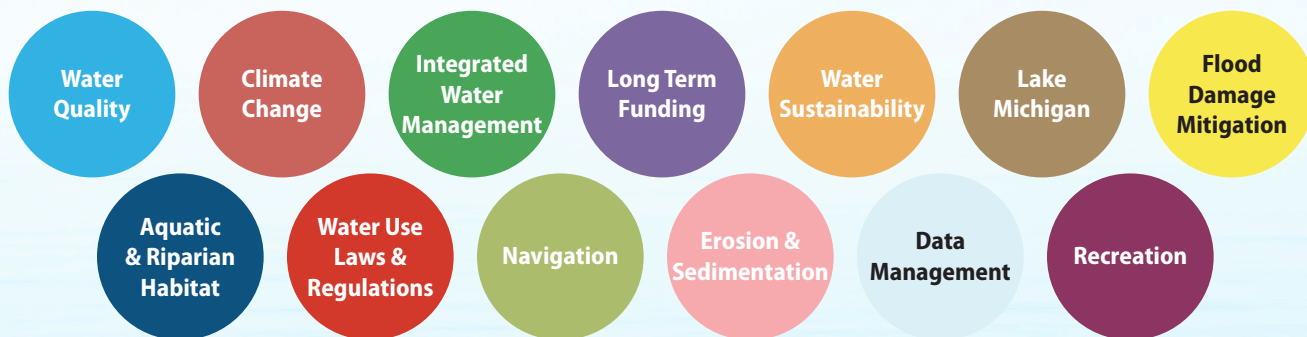 Water
Quality
Climate
Change
Integrated
Water
Management
Long Term
Funding
Water
Sustainability
Lake
Michigan
Flood
Damage
Mitigation
Aquatic
& Riparian
Habitat
Water Use
Laws &
Regulations
Navigation
Erosion &
Sedimentation
Data
Management
Recreation